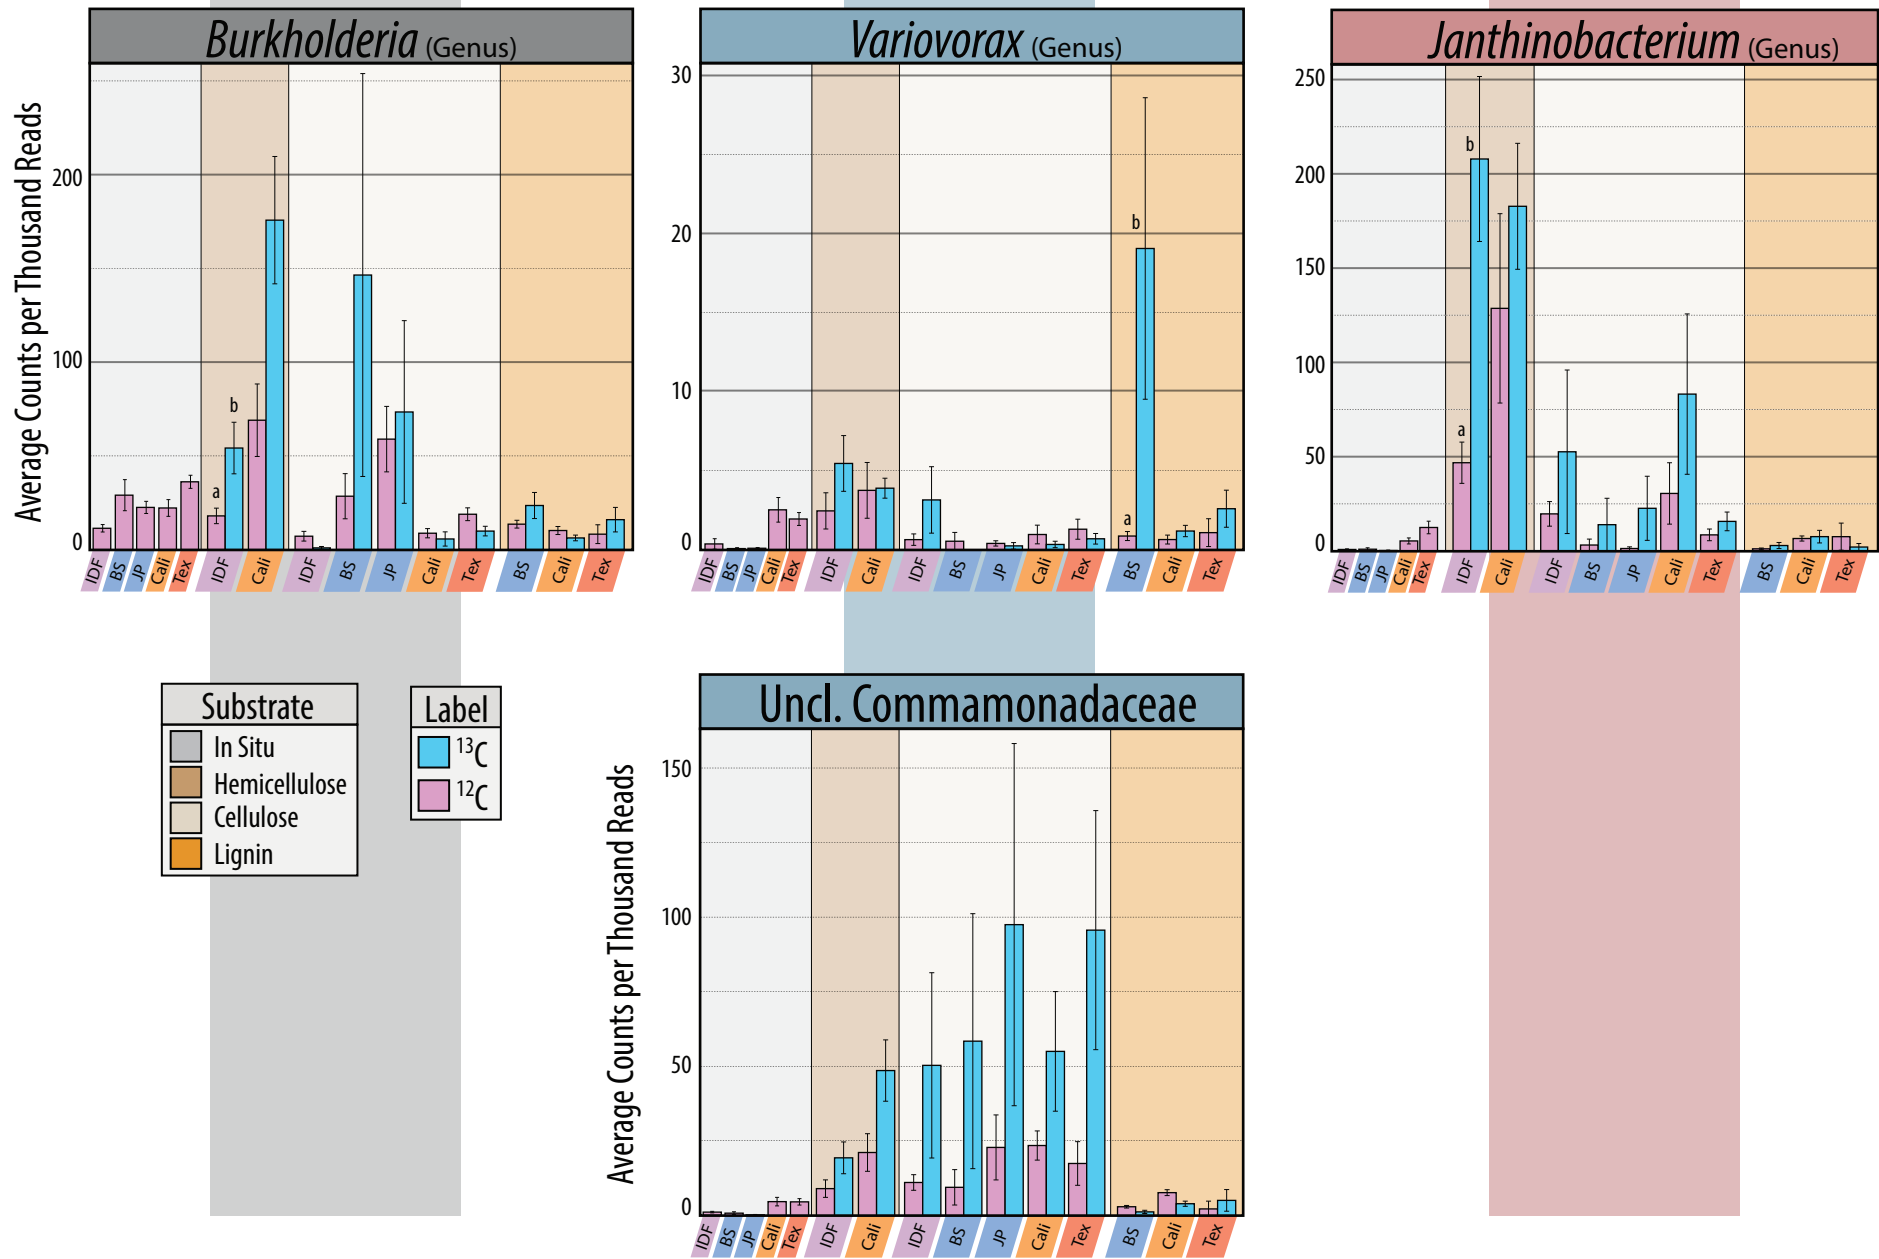 Burkholderia (Genus)
Average Counts per Thousand Reads
200
100
0
a
b
IDF BS JP Cali Tex IDF Cali IDF BS JP Cali Tex BS Cali Tex
Variovorax (Genus)
30
20
10
0
a
b
IDF BS JP Cali Tex IDF Cali IDF BS JP Cali Tex BS Cali Tex
Janthinobacterium (Genus)
250
200
150
100
50
0
a
b
IDF BS JP Cali Tex IDF Cali IDF BS JP Cali Tex BS Cali Tex
Substrate
In Situ
Hemicellulose
Cellulose
Lignin
Label
13C
12C
Uncl. Commamonadaceae
Average Counts per Thousand Reads
150
100
50
0
IDF BS JP Cali Tex IDF Cali IDF BS JP Cali Tex BS Cali Tex